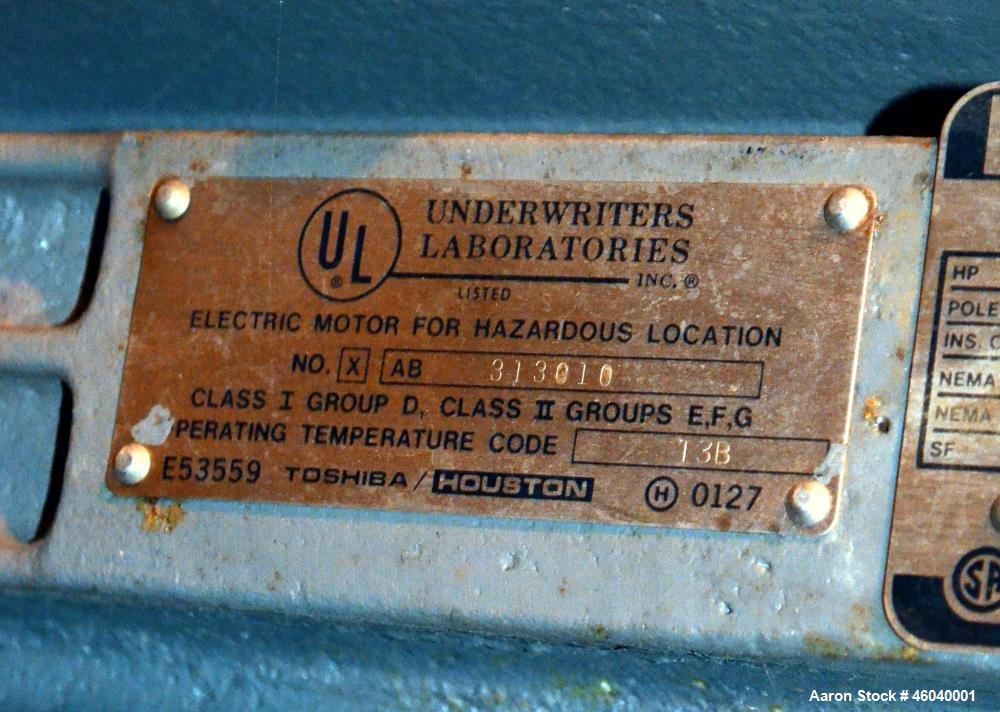 UL ®
UNDERWRITERS
LABORATORIES
INC. ®
LISTED
ELECTRIC MOTOR FOR HAZARDOUS LOCATION
NO. X AB 313010
CLASS I GROUP D, CLASS II GROUPS E,F,G
PERATING TEMPERATURE CODE T3B
E53559 TOSHIBA/HOUSTON H 0127
HP
POLE
INS.
NEMA
NEMA
SF
SA
Aaron Stock # 46040001